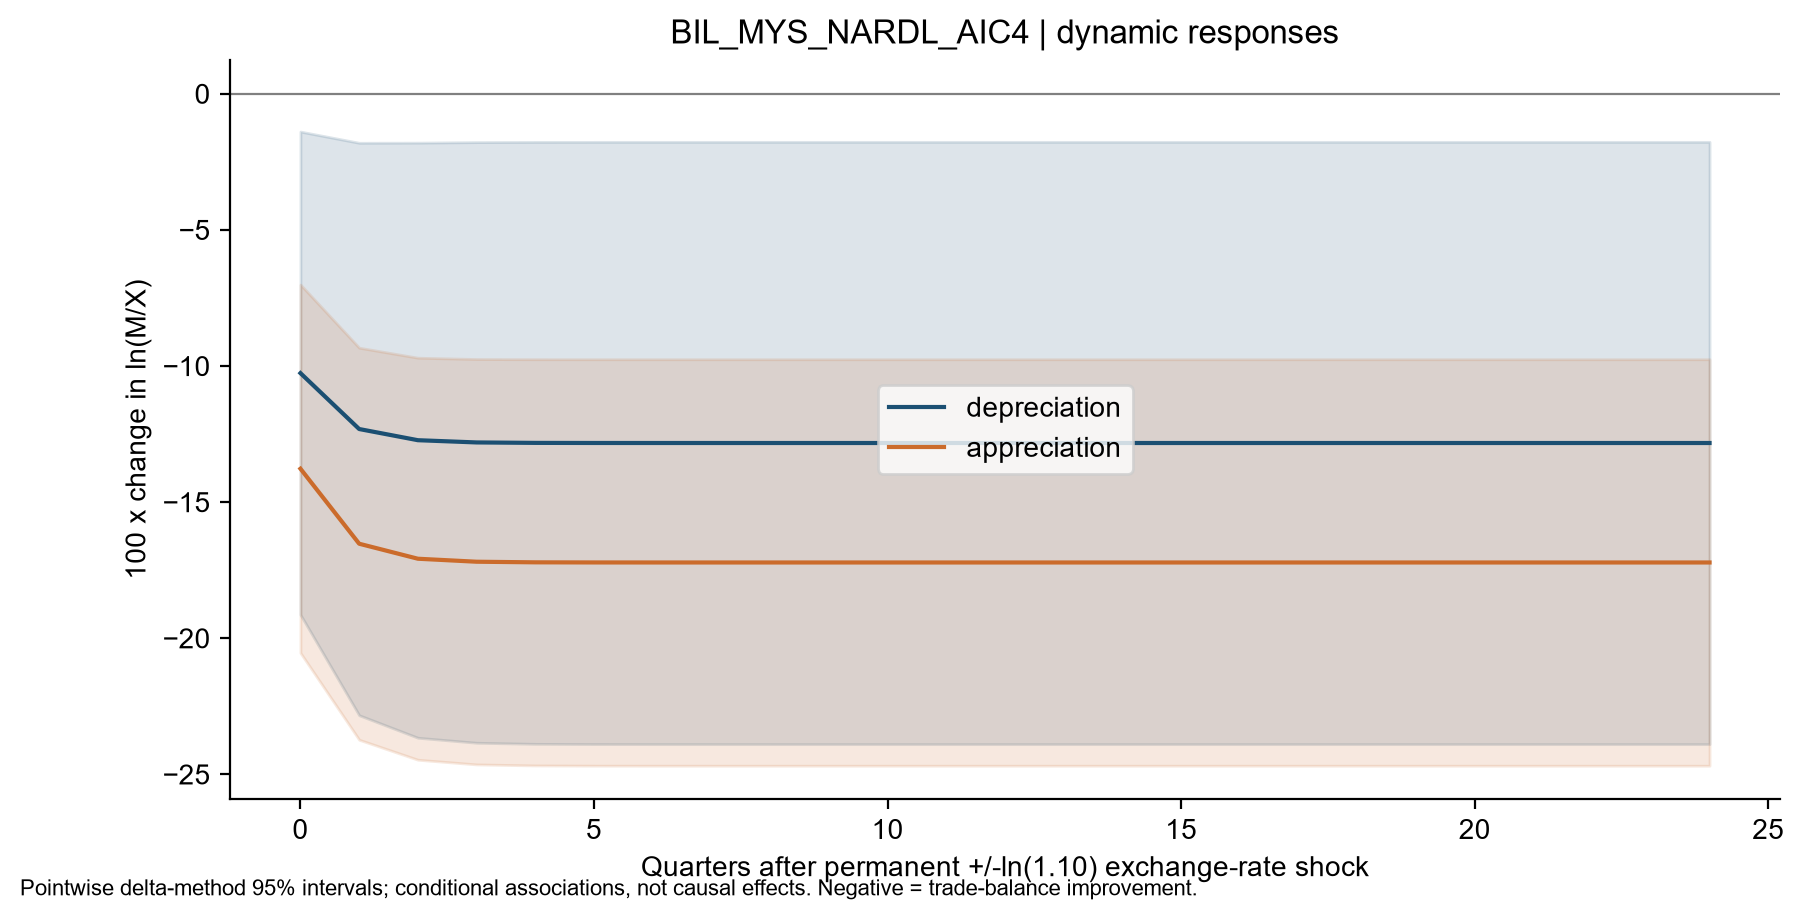 BIL_MYS_NARDL_AIC4 | dynamic responses
100 x change in ln(M/X)
0
−5
−10
−15
−20
−25
depreciation
appreciation
0 5 10 15 20 25
Quarters after permanent +/-ln(1.10) exchange-rate shock
Pointwise delta-method 95% intervals; conditional associations, not causal effects. Negative = trade-balance improvement.